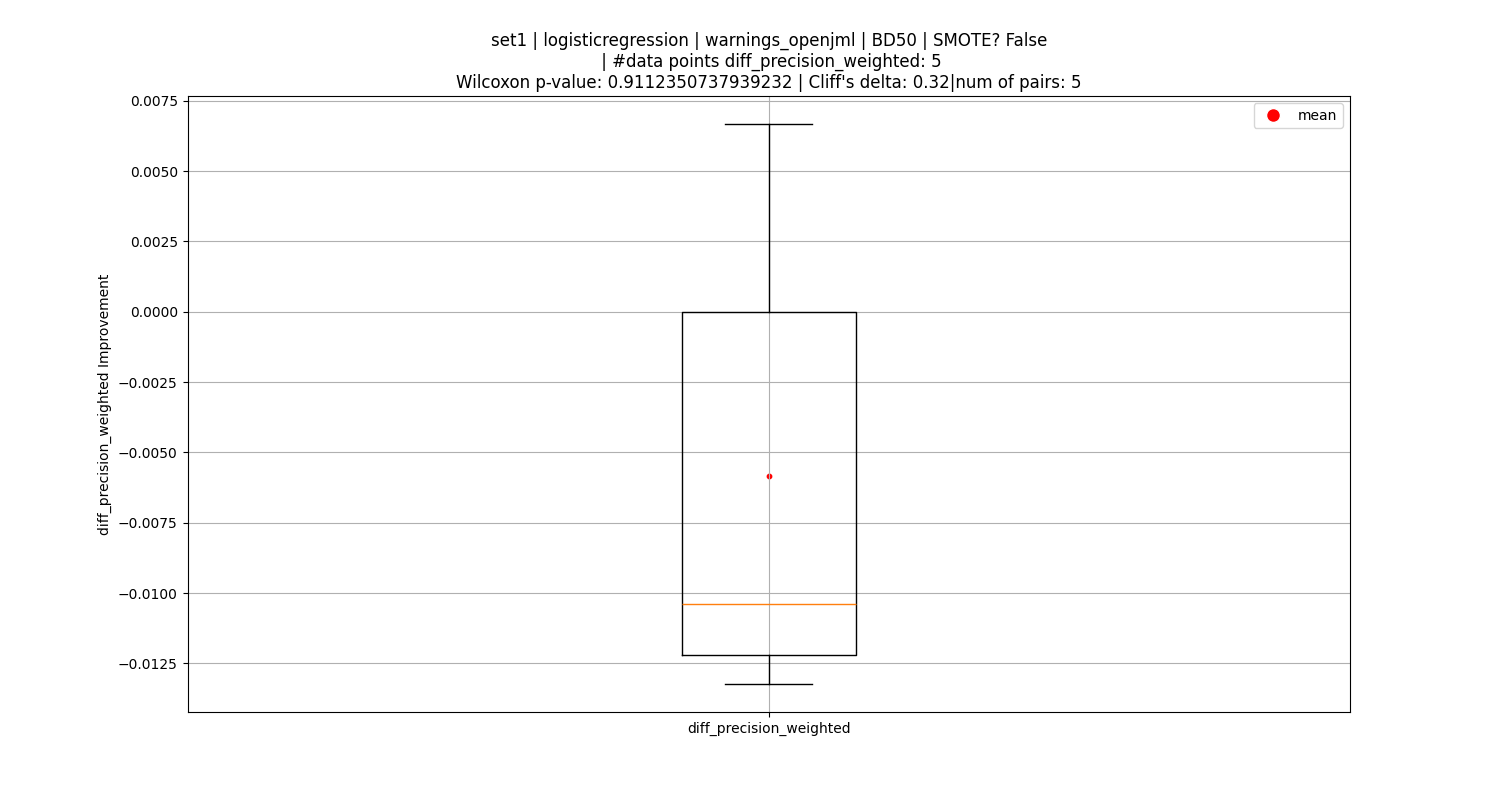 set1 | logisticregression | warnings_openjml | BD50 | SMOTE? False
| #data points diff_precision_weighted: 5
Wilcoxon p-value: 0.9112350737939232 | Cliff's delta: 0.32|num of pairs: 5
mean
0.0075
0.0050
0.0025
0.0000
−0.0025
−0.0050
−0.0075
−0.0100
−0.0125
diff_precision_weighted Improvement
diff_precision_weighted